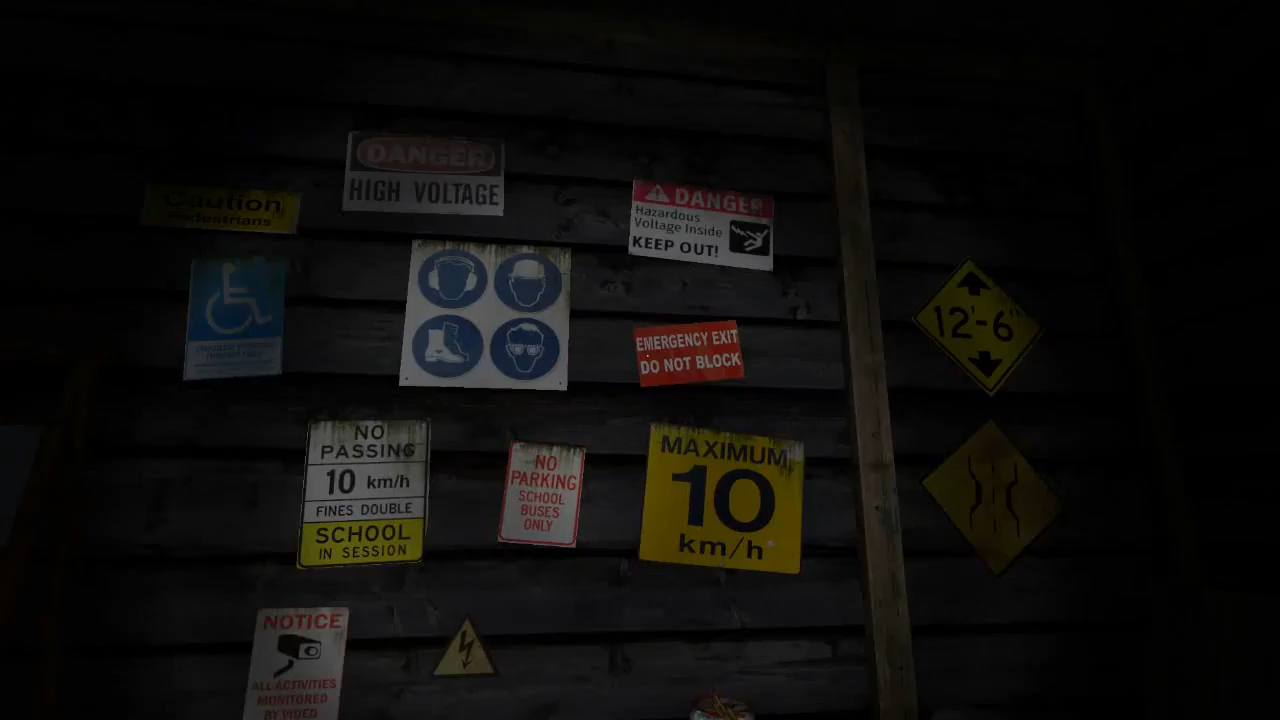 DANGER
HIGH VOLTAGE
Caution
Pedestrians
DANGER
Hazardous
Voltage Inside
KEEP OUT!
12'-6"
EMERGENCY EXIT
DO NOT BLOCK
NO
PASSING
10 km/h
FINES DOUBLE
SCHOOL
IN SESSION
NO
PARKING
SCHOOL
BUSES
ONLY
MAXIMUM
10
km/h
NOTICE
ALL ACTIVITIES
MONITORED
BY VIDEO